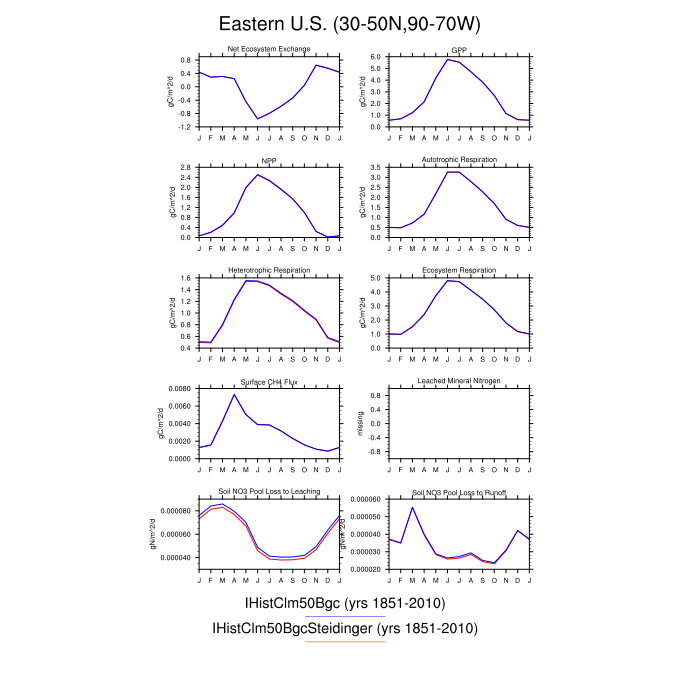 Eastern U.S. (30-50N,90-70W)
Net Ecosystem Exchange
gC/m^2/d
0.8
0.4
0.0
-0.4
-0.8
-1.2
J F M A M J J A S O N D J
GPP
gC/m^2/d
6.0
5.0
4.0
3.0
2.0
1.0
0.0
J F M A M J J A S O N D J
NPP
gC/m^2/d
2.8
2.4
2.0
1.6
1.2
0.8
0.4
0.0
J F M A M J J A S O N D J
Autotrophic Respiration
gC/m^2/d
3.5
3.0
2.5
2.0
1.5
1.0
0.5
0.0
J F M A M J J A S O N D J
Heterotrophic Respiration
gC/m^2/d
1.6
1.4
1.2
1.0
0.8
0.6
0.4
J F M A M J J A S O N D J
Ecosystem Respiration
gC/m^2/d
5.0
4.0
3.0
2.0
1.0
0.0
J F M A M J J A S O N D J
Surface CH4 Flux
gC/m^2/d
0.0080
0.0060
0.0040
0.0020
0.0000
J F M A M J J A S O N D J
Leached Mineral Nitrogen
missing
0.8
0.4
0.0
-0.4
-0.8
J F M A M J J A S O N D J
Soil NO3 Pool Loss to Leaching
gN/m^2/d
0.000080
0.000060
0.000040
J F M A M J J A S O N D J
Soil NO3 Pool Loss to Runoff
gN/m^2/d
0.000060
0.000050
0.000040
0.000030
0.000020
J F M A M J J A S O N D J
IHistClm50Bgc (yrs 1851-2010)
IHistClm50BgcSteidinger (yrs 1851-2010)